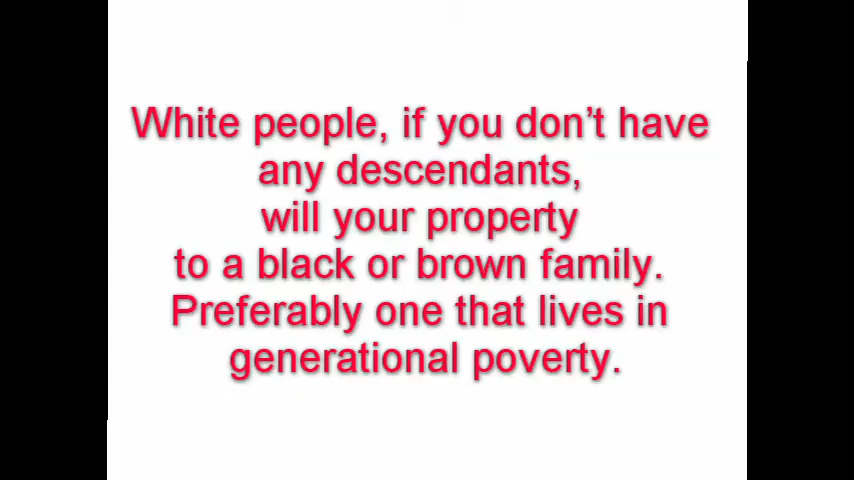 White people, if you don’t have
any descendants,
will your property
to a black or brown family.
Preferably one that lives in
generational poverty.